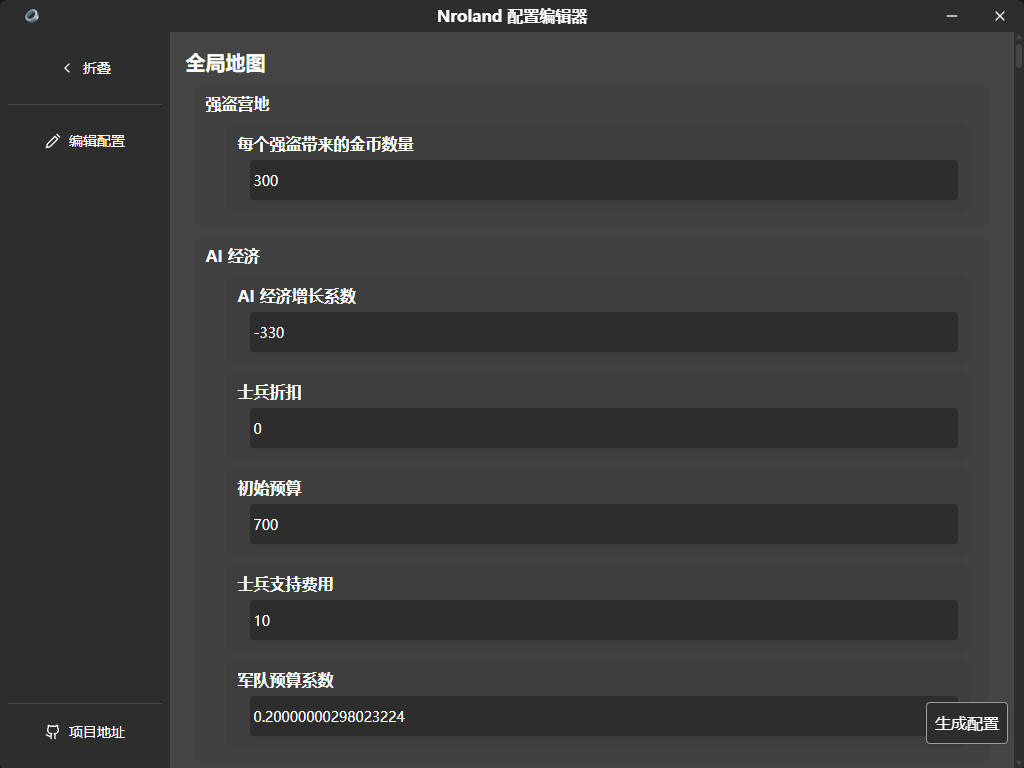 Nroland 配置编辑器
折叠
编辑配置
全局地图
强盗营地
每个强盗带来的金币数量
300
AI 经济
AI 经济增长系数
-330
士兵折扣
0
初始预算
700
士兵支持费用
10
军队预算系数
0.20000000298023224
项目地址
生成配置